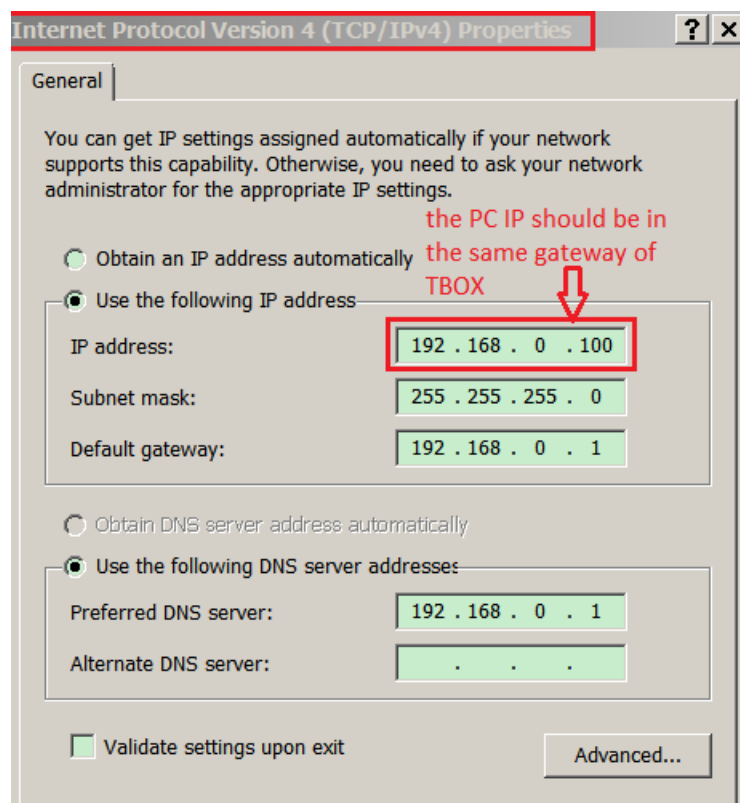 Internet Protocol Version 4 (TCP/IPv4) Properties
General
You can get IP settings assigned automatically if your network
supports this capability. Otherwise, you need to ask your network
administrator for the appropriate IP settings.
the PC IP should be in
the same gateway of
TBOX
Obtain an IP address automatically
Use the following IP address
IP address: 192 . 168 . 0 . 100
Subnet mask: 255 . 255 . 255 . 0
Default gateway: 192 . 168 . 0 . 1
Obtain DNS server address automatically
Use the following DNS server addresses
Preferred DNS server: 192 . 168 . 0 . 1
Alternate DNS server: . . .
Validate settings upon exit
Advanced...